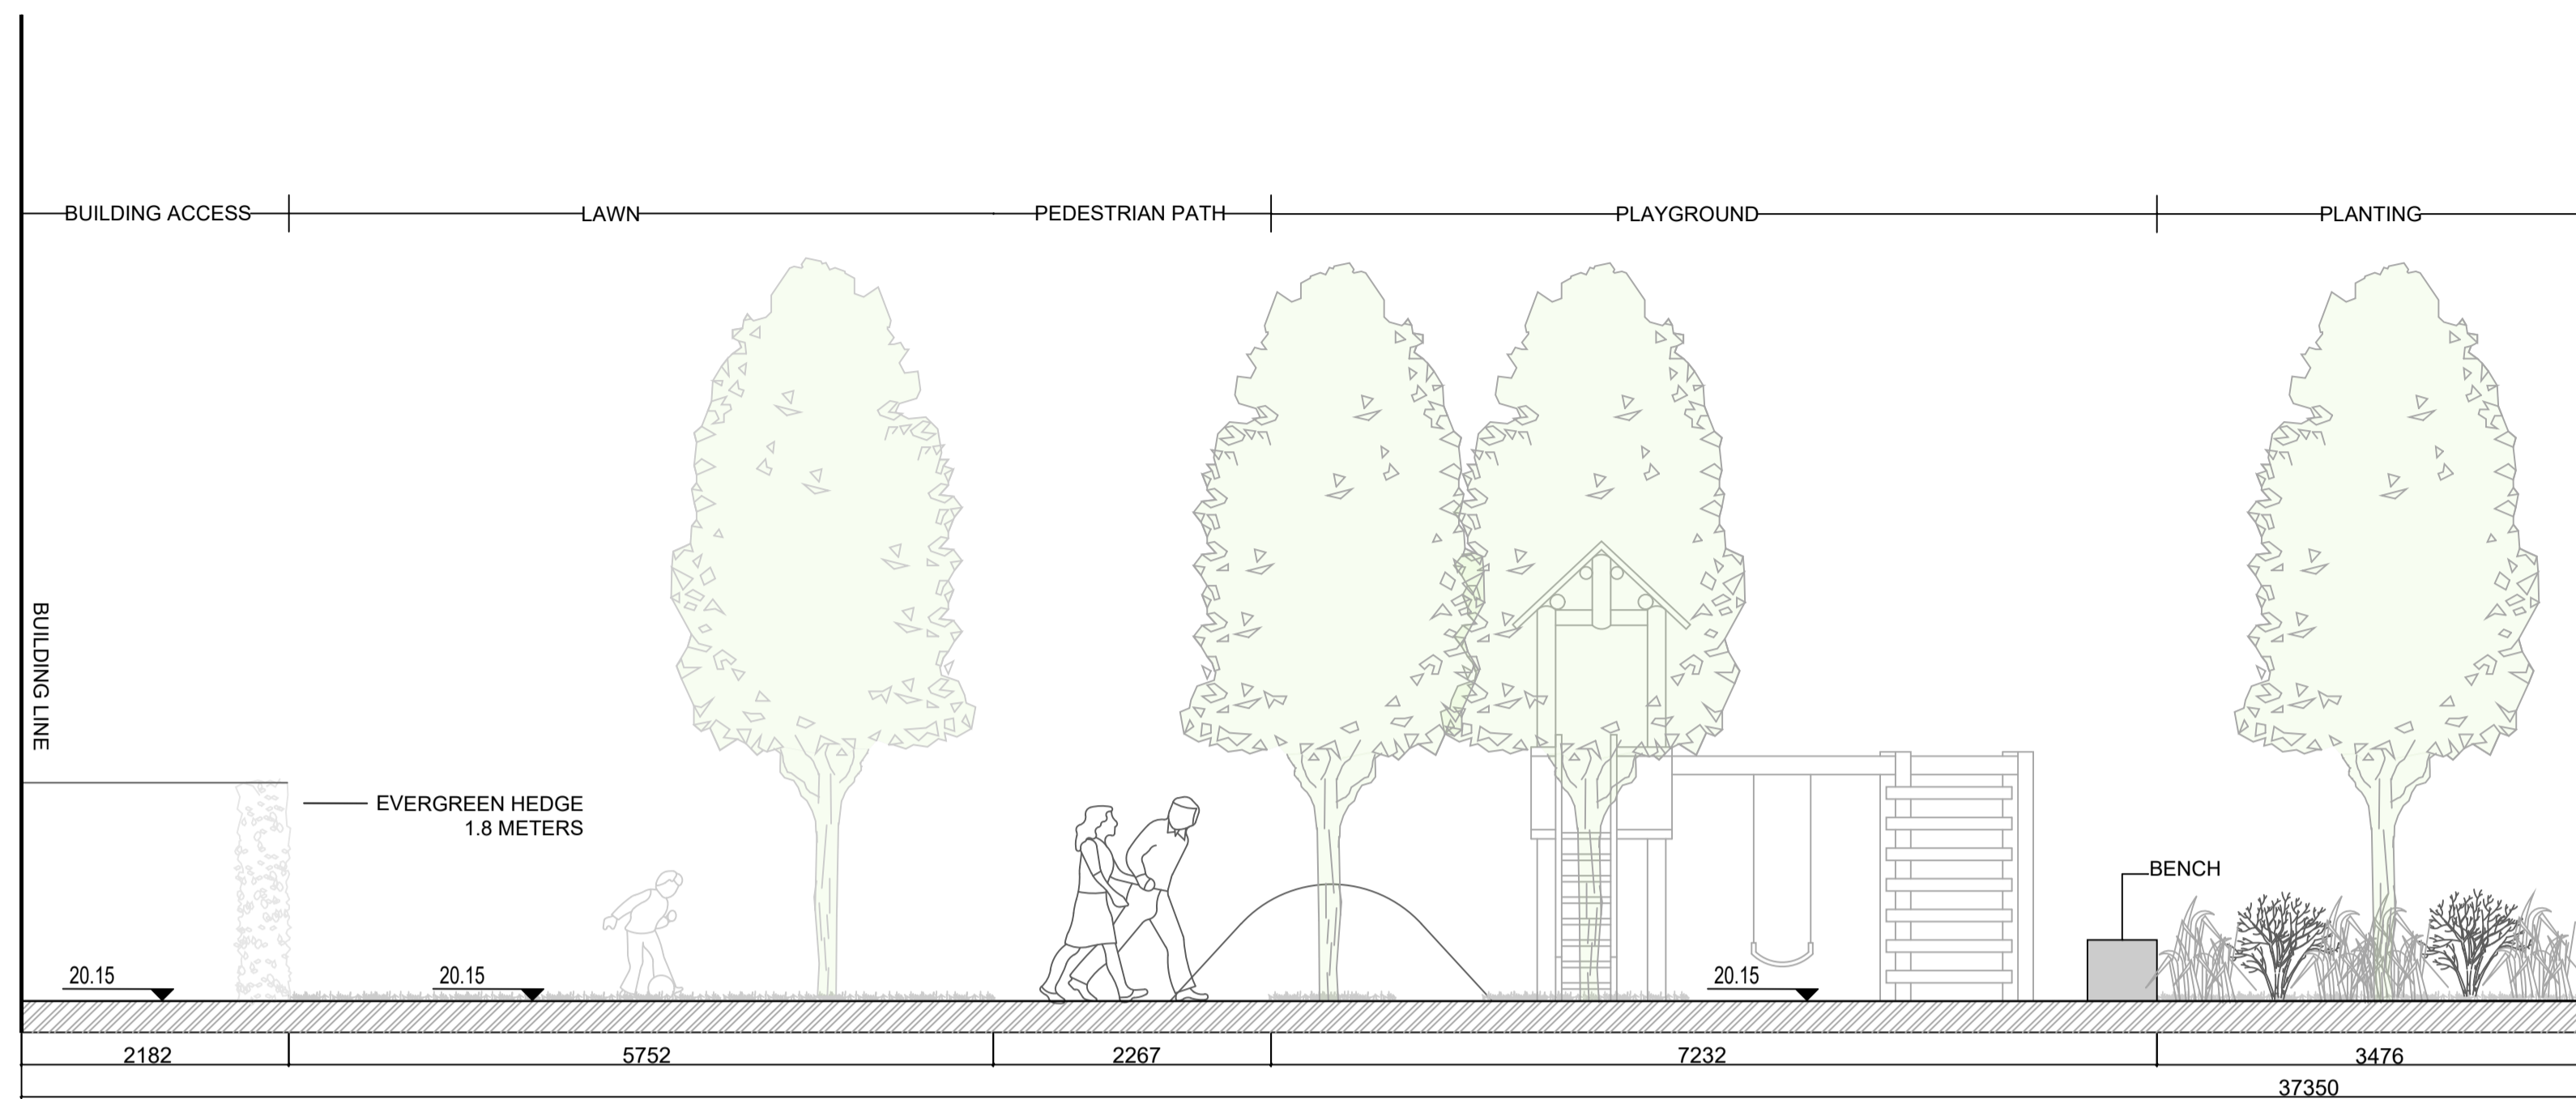 BUILDING ACCESS
LAWN
PEDESTRIAN PATH
PLAYGROUND
PLANTING
BUILDING LINE
EVERGREEN HEDGE
1.8 METERS
BENCH
20.15
20.15
20.15
2182
5752
2267
7232
3476
37350